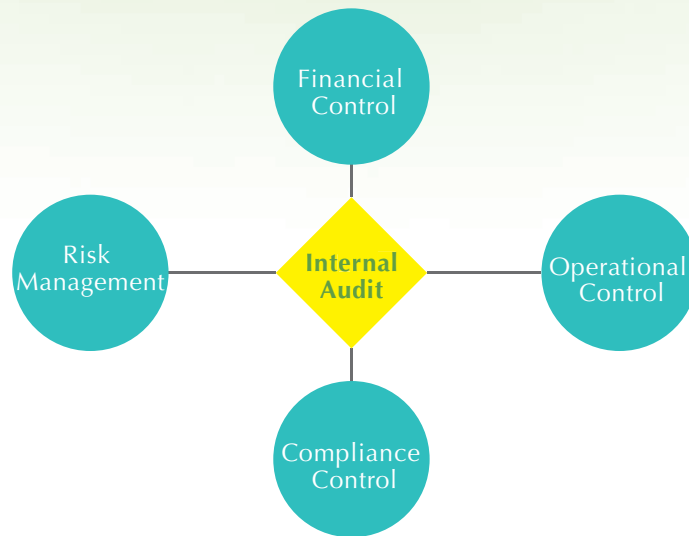 Financial
Control
Risk
Management
Internal
Audit
Operational
Control
Compliance
Control